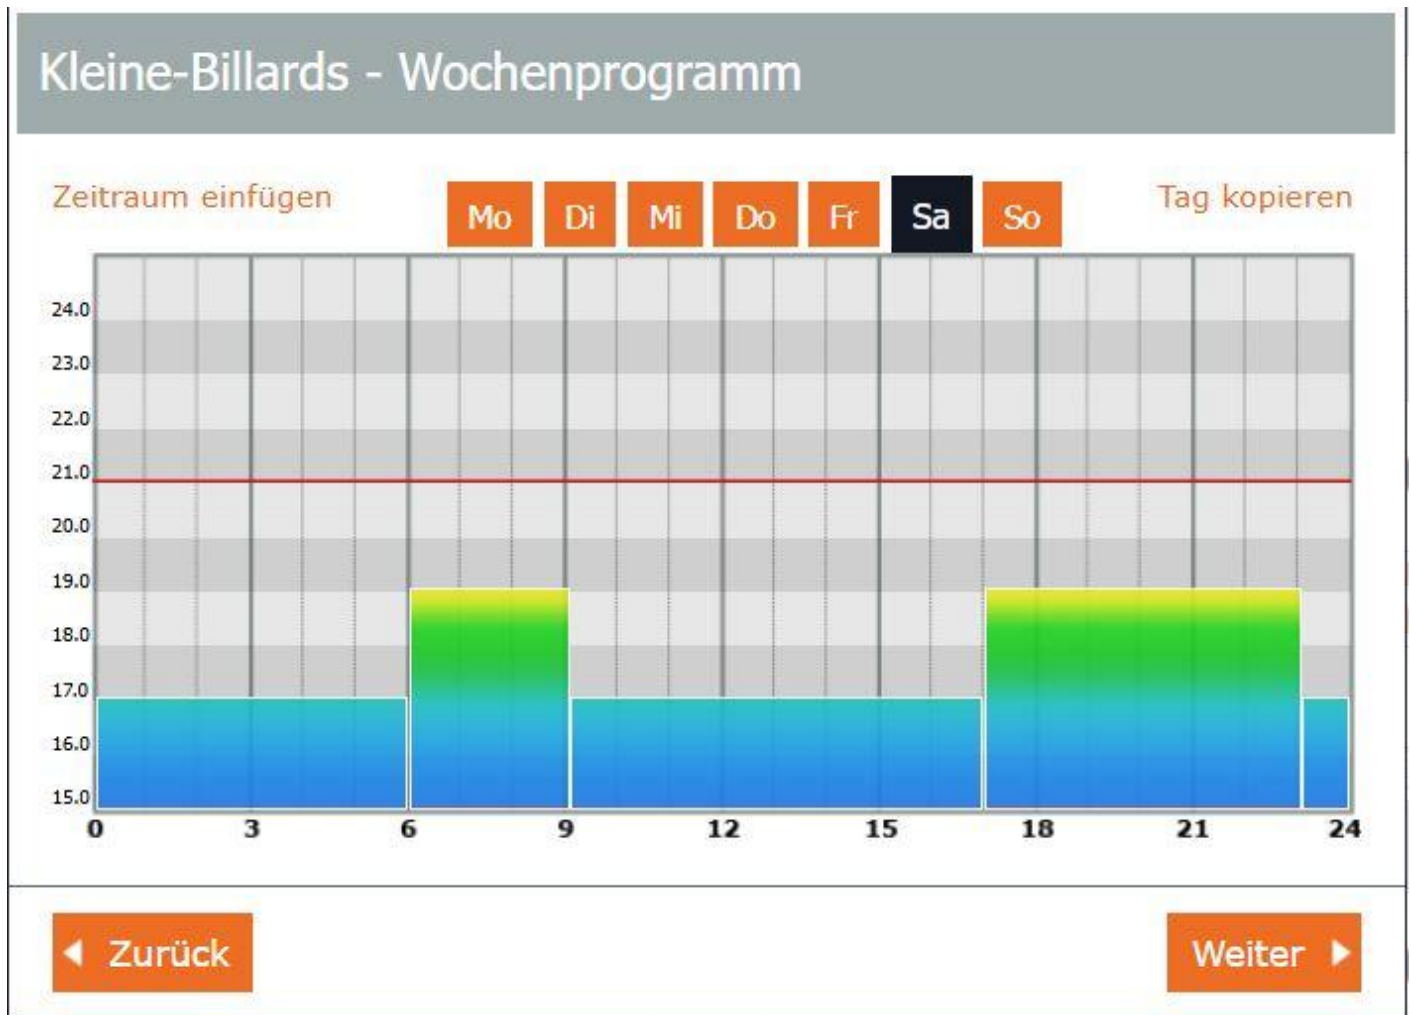 Kleine-Billards - Wochenprogramm
Zeitraum einfügen Mo Di Mi Do Fr Sa So Tag kopieren
24.0
23.0
22.0
21.0
20.0
19.0
18.0
17.0
16.0
15.0
0 3 6 9 12 15 18 21 24
Zurück Weiter